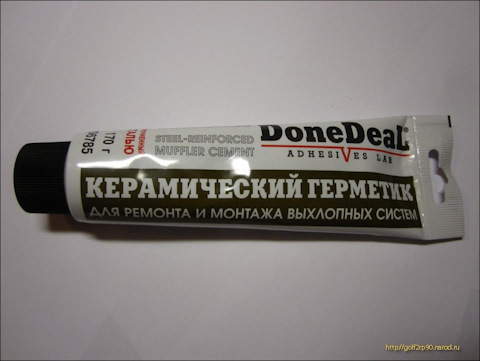 DoneDeaL
ADHESIVES LAB
STEEL-REINFORCED
MUFFLER CEMENT
КЕРАМИЧЕСКИЙ ГЕРМЕТИК
ДЛЯ РЕМОНТА И МОНТАЖА ВЫХЛОПНЫХ СИСТЕМ
170 г
http://golf2rp90.narod.ru